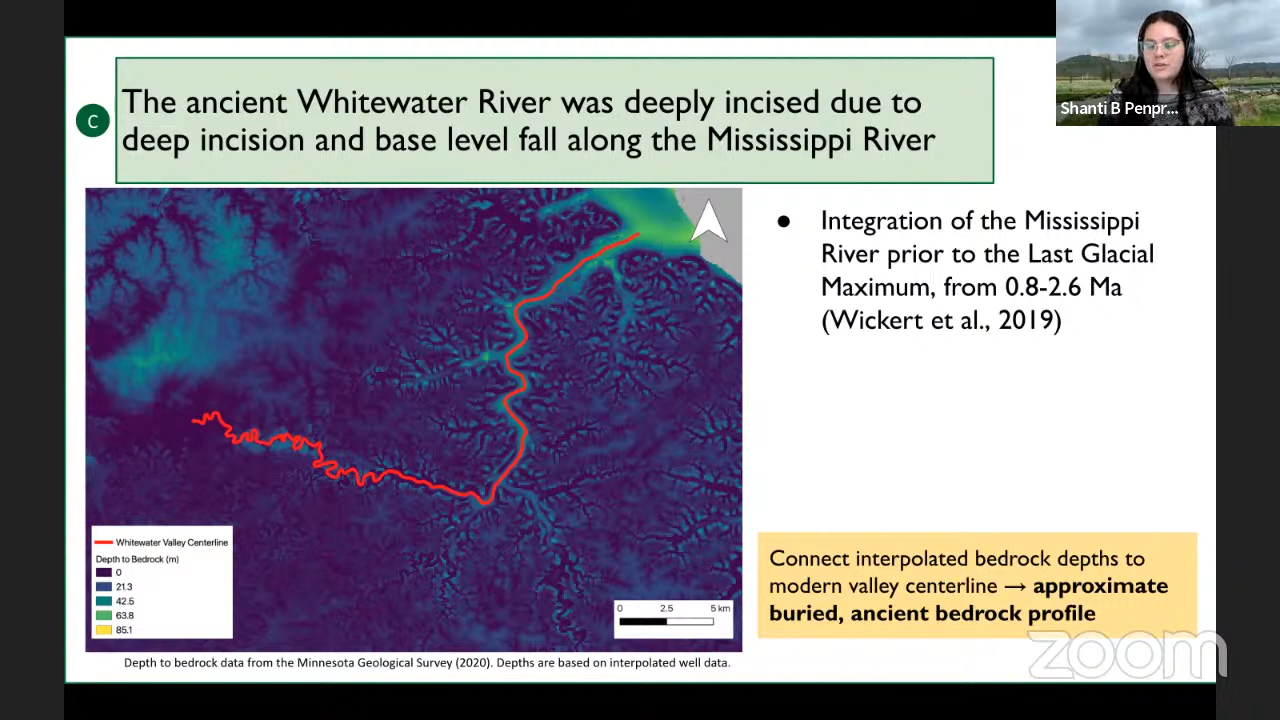 Shanti B Penpr...
C
The ancient Whitewater River was deeply incised due to
deep incision and base level fall along the Mississippi River
● Integration of the Mississippi
River prior to the Last Glacial
Maximum, from 0.8-2.6 Ma
(Wickert et al., 2019)
Whitewater Valley Centerline
Depth to Bedrock (m)
0
21.3
42.5
63.8
85.1
0 2.5 5 km
Connect interpolated bedrock depths to
modern valley centerline → approximate
buried, ancient bedrock profile
Depth to bedrock data from the Minnesota Geological Survey (2020). Depths are based on interpolated well data.
zoom